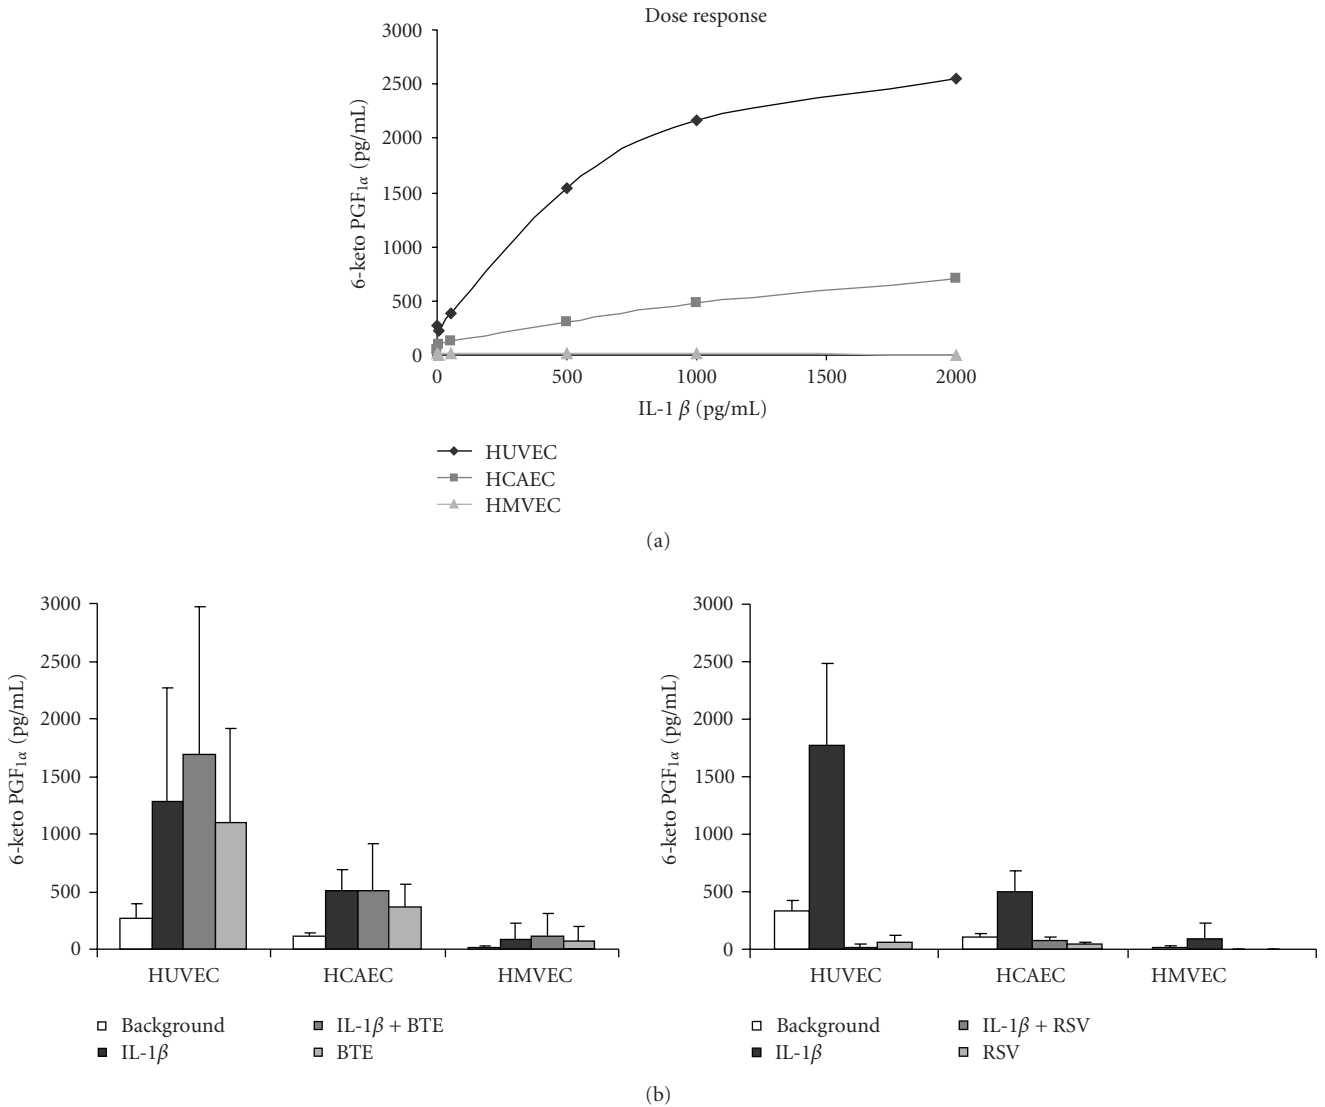 Dose response
3000
2500
2000
1500
1000
500
0
6-keto PGF1α (pg/mL)
0 500 1000 1500 2000
IL-1 β (pg/mL)
HUVEC
HCAEC
HMVEC
(a)
3000
2500
2000
1500
1000
500
0
6-keto PGF1α (pg/mL)
HUVEC HCAEC HMVEC
Background IL-1β + BTE
IL-1β BTE
3000
2500
2000
1500
1000
500
0
6-keto PGF1α (pg/mL)
HUVEC HCAEC HMVEC
Background IL-1β + RSV
IL-1β RSV
(b)